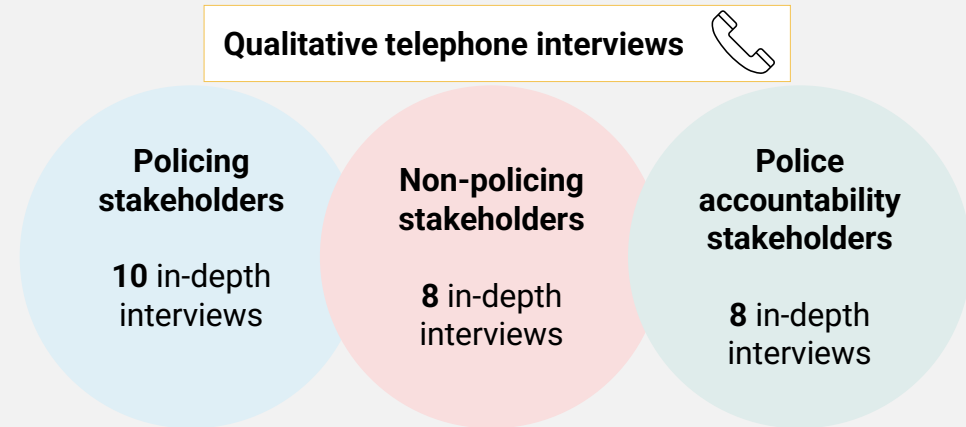 Qualitative telephone interviews
Policing
stakeholders
10 in-depth
interviews
Non-policing
stakeholders
8 in-depth
interviews
Police
accountability
stakeholders
8 in-depth
interviews